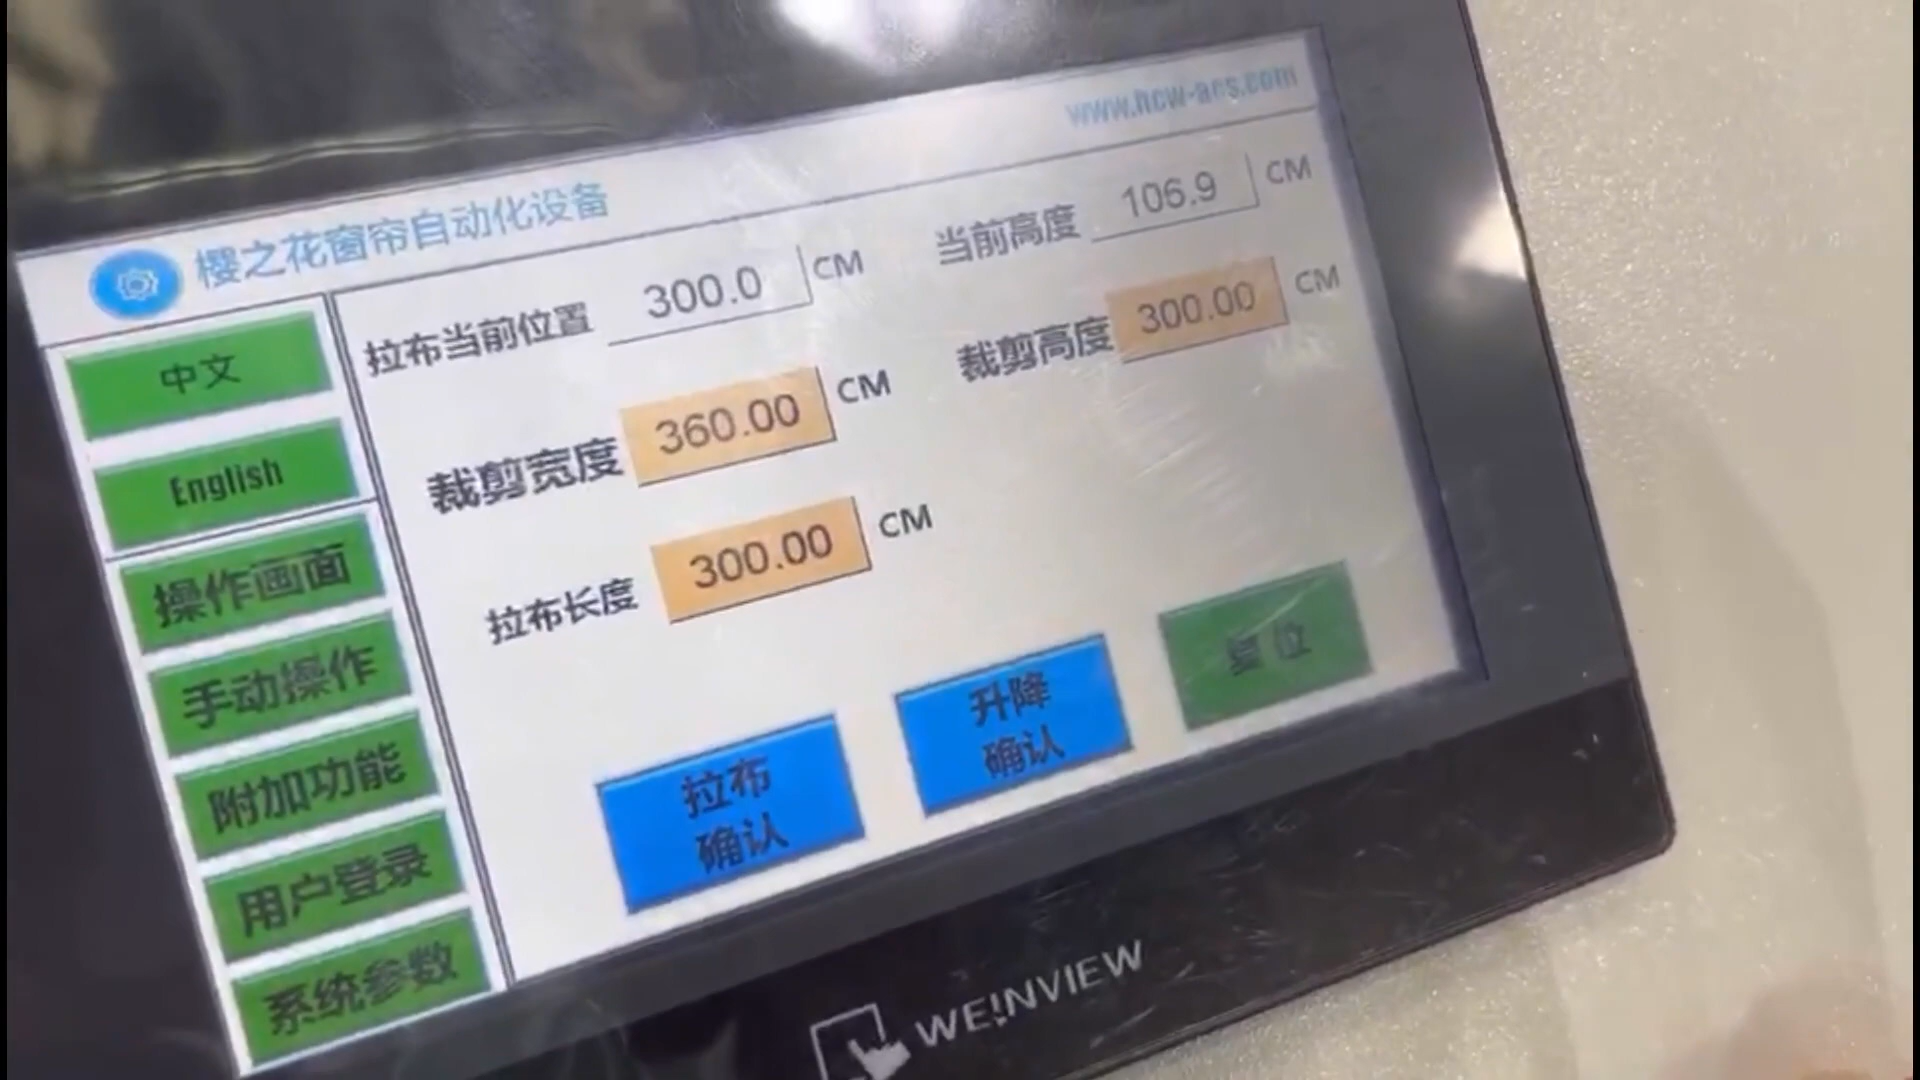 樱之花窗帘自动化设备
www.hcw-acs.com
中文
English
操作画面
手动操作
附加功能
用户登录
系统参数
拉布当前位置 300.0 CM
当前高度 106.9 CM
裁剪宽度 360.00 CM
裁剪高度 300.00 CM
拉布长度 300.00 CM
拉布
确认
升降
确认
复位
WE!NVIEW